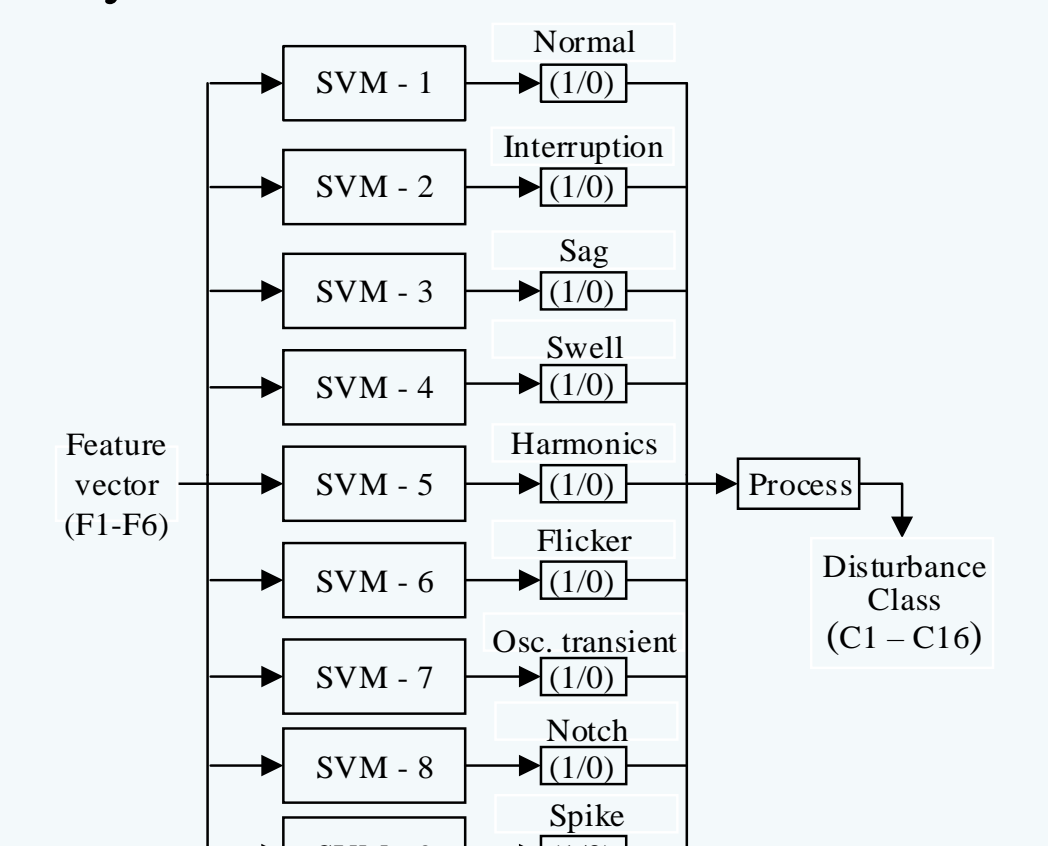 Normal
SVM - 1
(1/0)
Interruption
SVM - 2
(1/0)
Sag
SVM - 3
(1/0)
Swell
SVM - 4
(1/0)
Feature
vector
(F1-F6)
Harmonics
SVM - 5
(1/0)
Process
Flicker
SVM - 6
(1/0)
Disturbance
Class
(C1 – C16)
Osc. transient
SVM - 7
(1/0)
Notch
SVM - 8
(1/0)
Spike